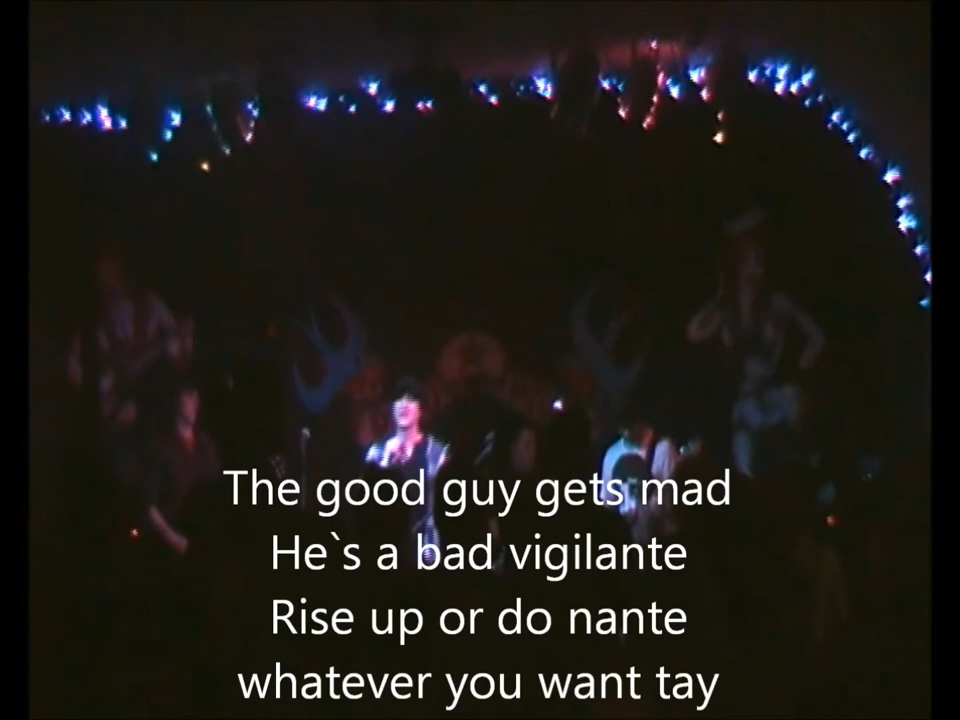 The good guy gets mad
He`s a bad vigilante
Rise up or do nante
whatever you want tay